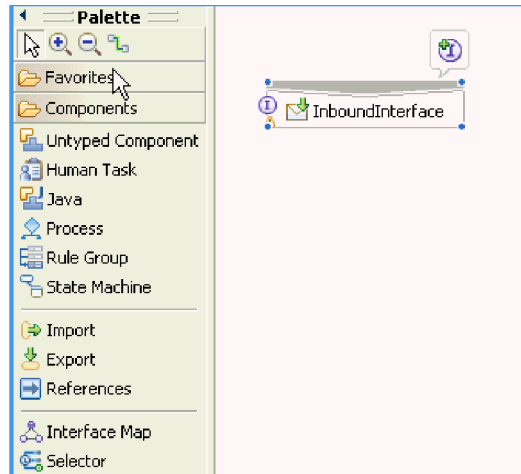 Palette
Favorites
Components
Untyped Component
Human Task
Java
Process
Rule Group
State Machine
Import
Export
References
Interface Map
Selector
I
I
InboundInterface